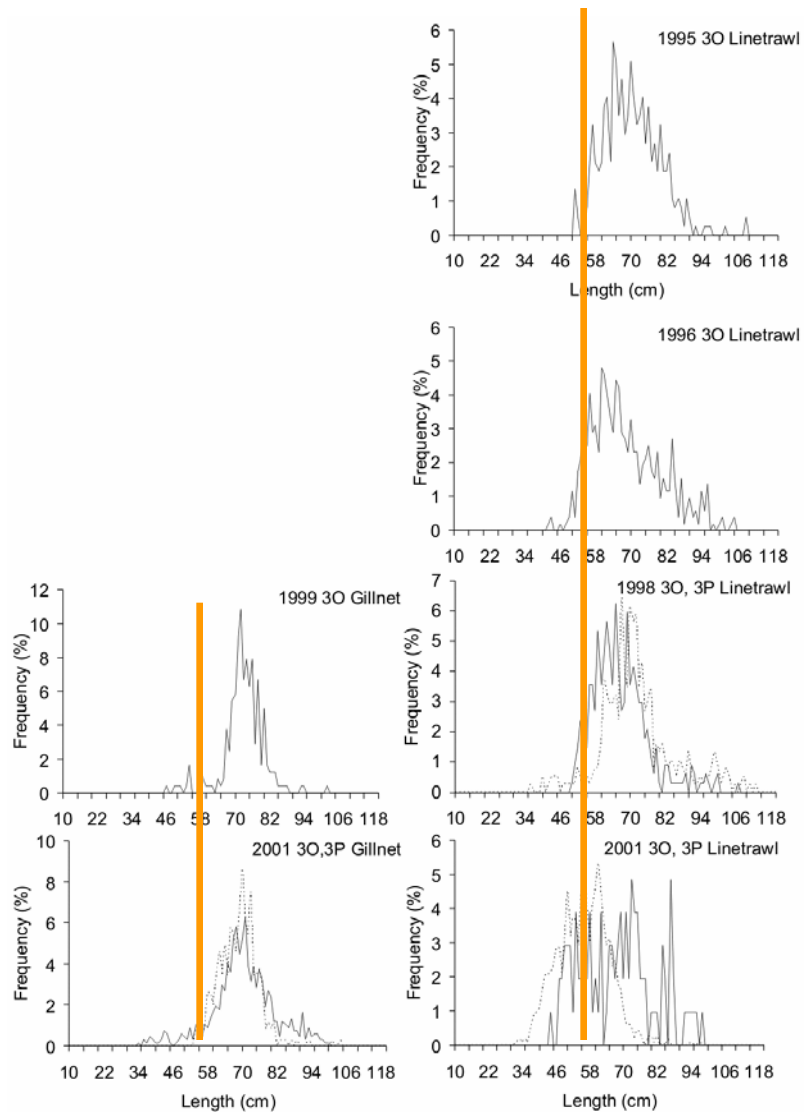 1995 3O Linetrawl
Frequency (%)
6
5
4
3
2
1
0
10 22 34 46 58 70 82 94 106 118
Length (cm)
1996 3O Linetrawl
Frequency (%)
6
5
4
3
2
1
0
10 22 34 46 58 70 82 94 106 118
1999 3O Gillnet
Frequency (%)
12
10
8
6
4
2
0
10 22 34 46 58 70 82 94 106 118
1998 3O, 3P Linetrawl
Frequency (%)
7
6
5
4
3
2
1
0
10 22 34 46 58 70 82 94 106 118
2001 3O,3P Gillnet
Frequency (%)
10
8
6
4
2
0
10 22 34 46 58 70 82 94 106 118
Length (cm)
2001 3O, 3P Linetrawl
Frequency (%)
6
5
4
3
2
1
0
10 22 34 46 58 70 82 94 106 118
Length (cm)